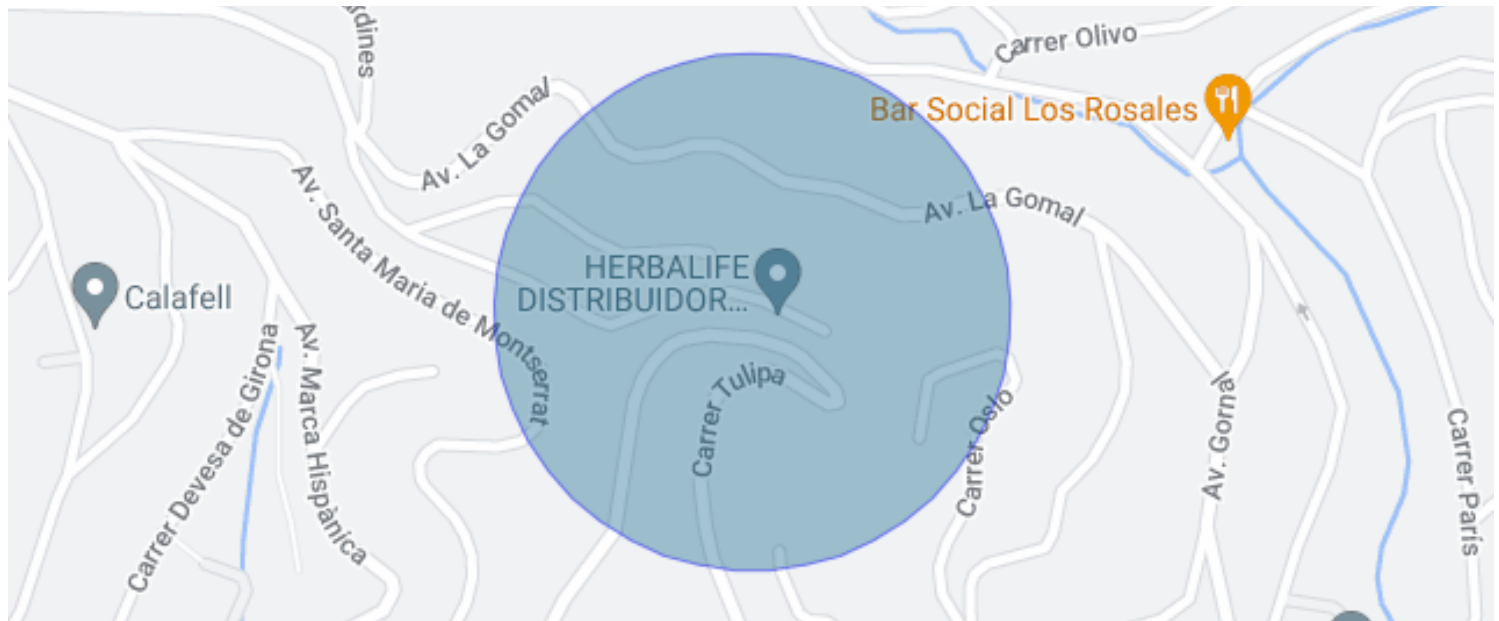 rdines
Carrer Olivo
Av. La Gomal
Bar Social Los Rosales
Av. Santa Maria de Montserrat
Av. La Gomal
HERBALIFE
DISTRIBUIDOR...
Calafell
Av. Marca Hispànica
Carrer Devesa de Girona
Carrer Tulipa
Carrer Oslo
Av. Gornal
Carrer París